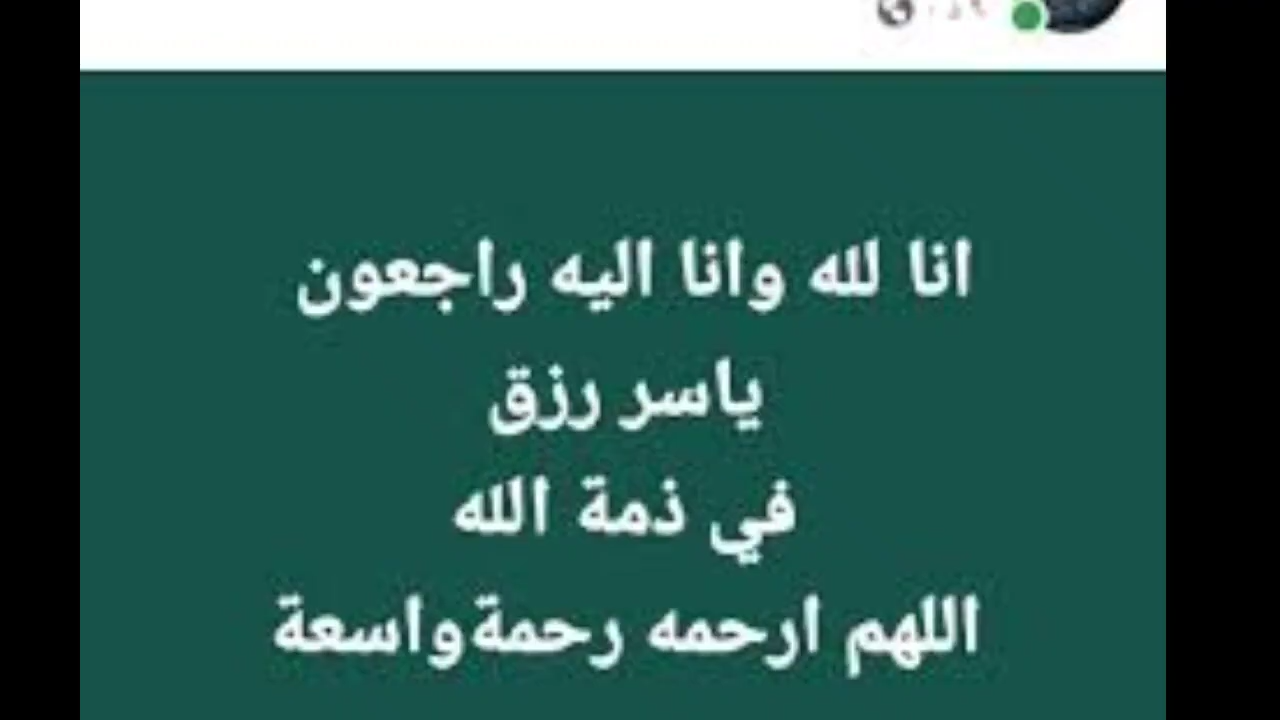 انا لله وانا اليه راجعون
ياسر رزق
في ذمة الله
اللهم ارحمه رحمةواسعة